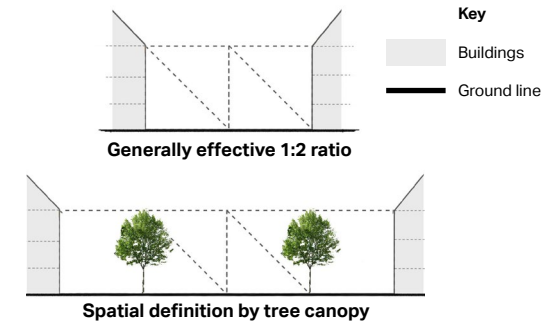 Key
Buildings
Ground line
Generally effective 1:2 ratio
Spatial definition by tree canopy